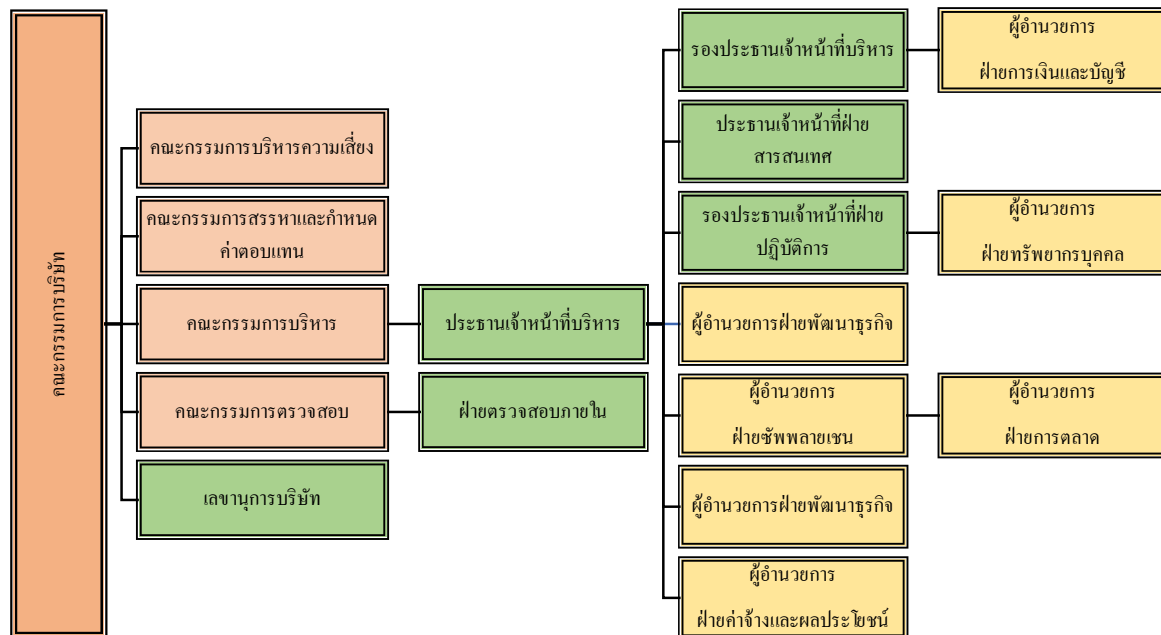 คณะกรรมการบริษัท
คณะกรรมการบริหารความเสี่ยง
คณะกรรมการสรรหาและกำหนด
ค่าตอบแทน
คณะกรรมการบริหาร
คณะกรรมการตรวจสอบ
เลขานุการบริษัท
ประธานเจ้าหน้าที่บริหาร
ฝ่ายตรวจสอบภายใน
รองประธานเจ้าหน้าที่บริหาร
ประธานเจ้าหน้าที่ฝ่าย
สารสนเทศ
รองประธานเจ้าหน้าที่ฝ่าย
ปฏิบัติการ
ผู้อำนวยการฝ่ายพัฒนาธุรกิจ
ผู้อำนวยการ
ฝ่ายซัพพลายเชน
ผู้อำนวยการฝ่ายพัฒนาธุรกิจ
ผู้อำนวยการ
ฝ่ายค่าจ้างและผลประโยชน์
ผู้อำนวยการ
ฝ่ายการเงินและบัญชี
ผู้อำนวยการ
ฝ่ายทรัพยากรบุคคล
ผู้อำนวยการ
ฝ่ายการตลาด